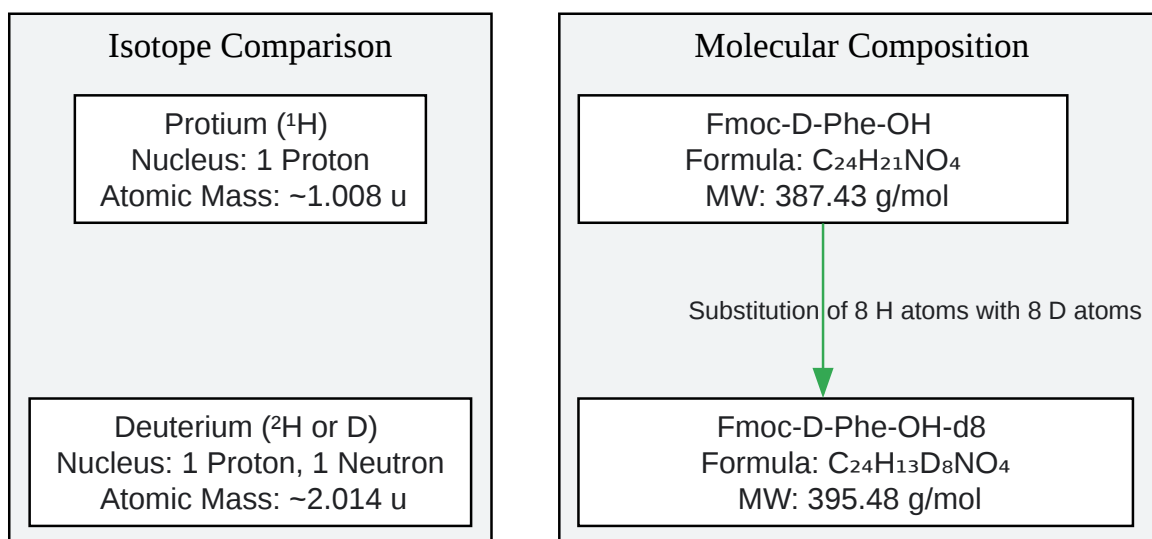 Isotope Comparison
Protium (¹H)
Nucleus: 1 Proton
Atomic Mass: ~1.008 u
Deuterium (²H or D)
Nucleus: 1 Proton, 1 Neutron
Atomic Mass: ~2.014 u
Molecular Composition
Fmoc-D-Phe-OH
Formula: C₂₄H₂₁NO₄
MW: 387.43 g/mol
Substitution of 8 H atoms with 8 D atoms
Fmoc-D-Phe-OH-d8
Formula: C₂₄H₁₃D₈NO₄
MW: 395.48 g/mol